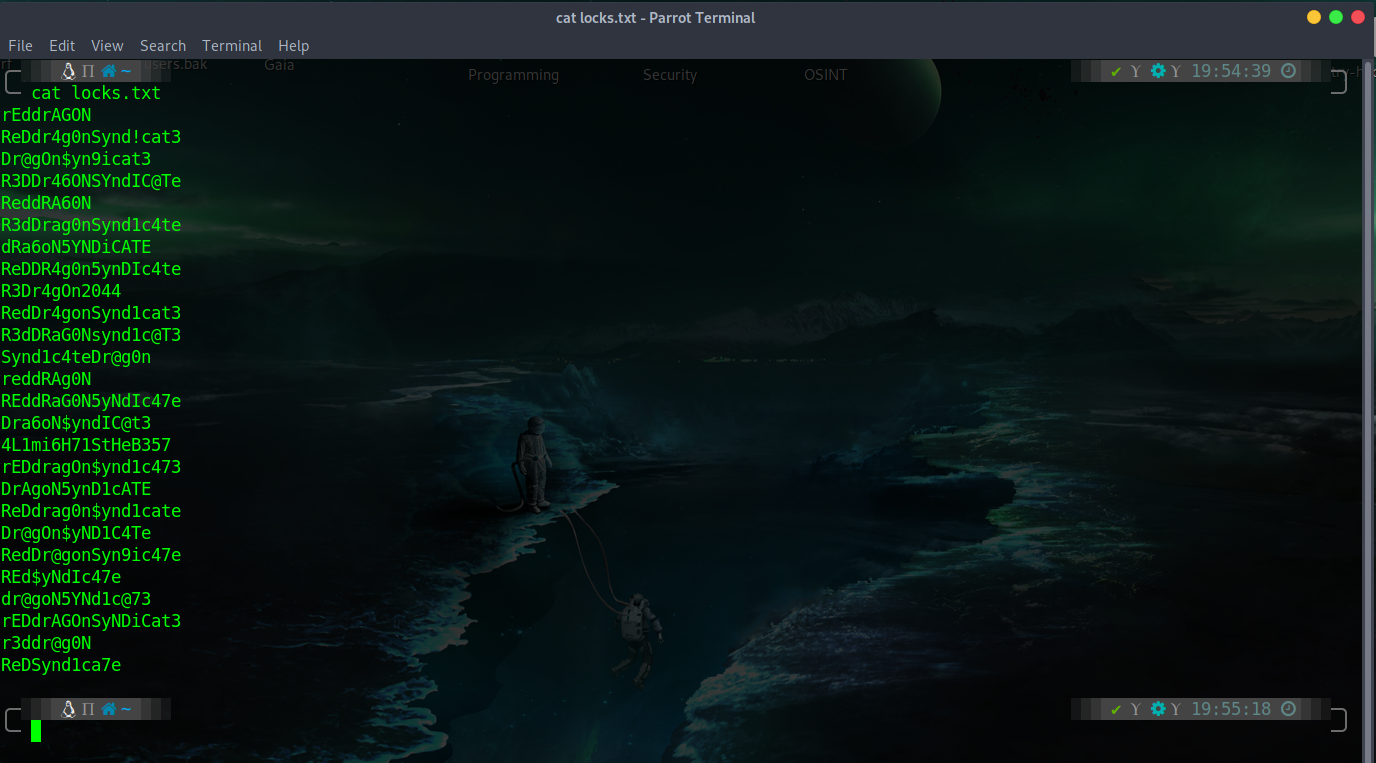 cat locks.txt - Parrot Terminal
File Edit View Search Terminal Help
users.bak Gaia Programming Security OSINT
Π ~ 19:54:39
cat locks.txt
rEddrAGON
ReDdr4g0nSynd!cat3
Dr@gOn$yn9icat3
R3DDr46ONSYndIC@Te
ReddRA60N
R3dDrag0nSynd1c4te
dRa6oN5YNDiCATE
ReDDR4g0n5ynDIc4te
R3Dr4gOn2044
RedDr4gonSynd1cat3
R3dDRaG0Nsynd1c@T3
Synd1c4teDr@g0n
reddRAg0N
REddRaG0N5yNdIc47e
Dra6oN$yndIC@t3
4L1mi6H71StHeB357
rEDdragOn$ynd1c473
DrAgoN5ynD1cATE
ReDdrag0n$ynd1cate
Dr@gOn$yND1C4Te
RedDr@gonSyn9ic47e
REd$yNdIc47e
dr@goN5YNd1c@73
rEDdrAGOnSyNDiCat3
r3ddr@g0N
ReDSynd1ca7e
Π ~ 19:55:18